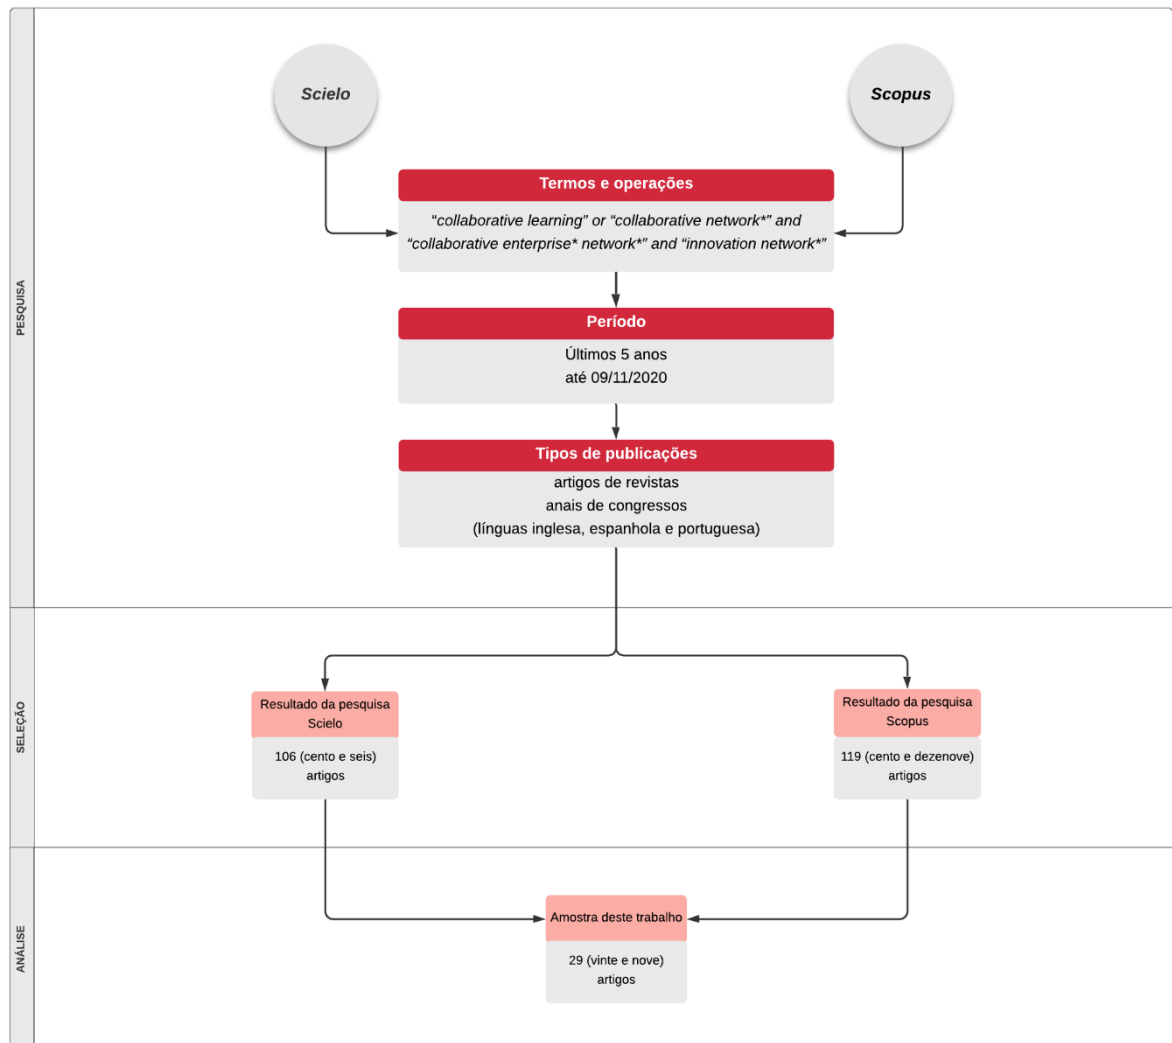 Scielo
Scopus
Termos e operações
“collaborative learning” or “collaborative network*” and
“collaborative enterprise* network*” and “innovation network*”
PESQUISA
Período
Últimos 5 anos
até 09/11/2020
Tipos de publicações
artigos de revistas
anais de congressos
(línguas inglesa, espanhola e portuguesa)
SELEÇÃO
Resultado da pesquisa
Scielo
106 (cento e seis)
artigos
Resultado da pesquisa
Scopus
119 (cento e dezenove)
artigos
ANÁLISE
Amostra deste trabalho
29 (vinte e nove)
artigos